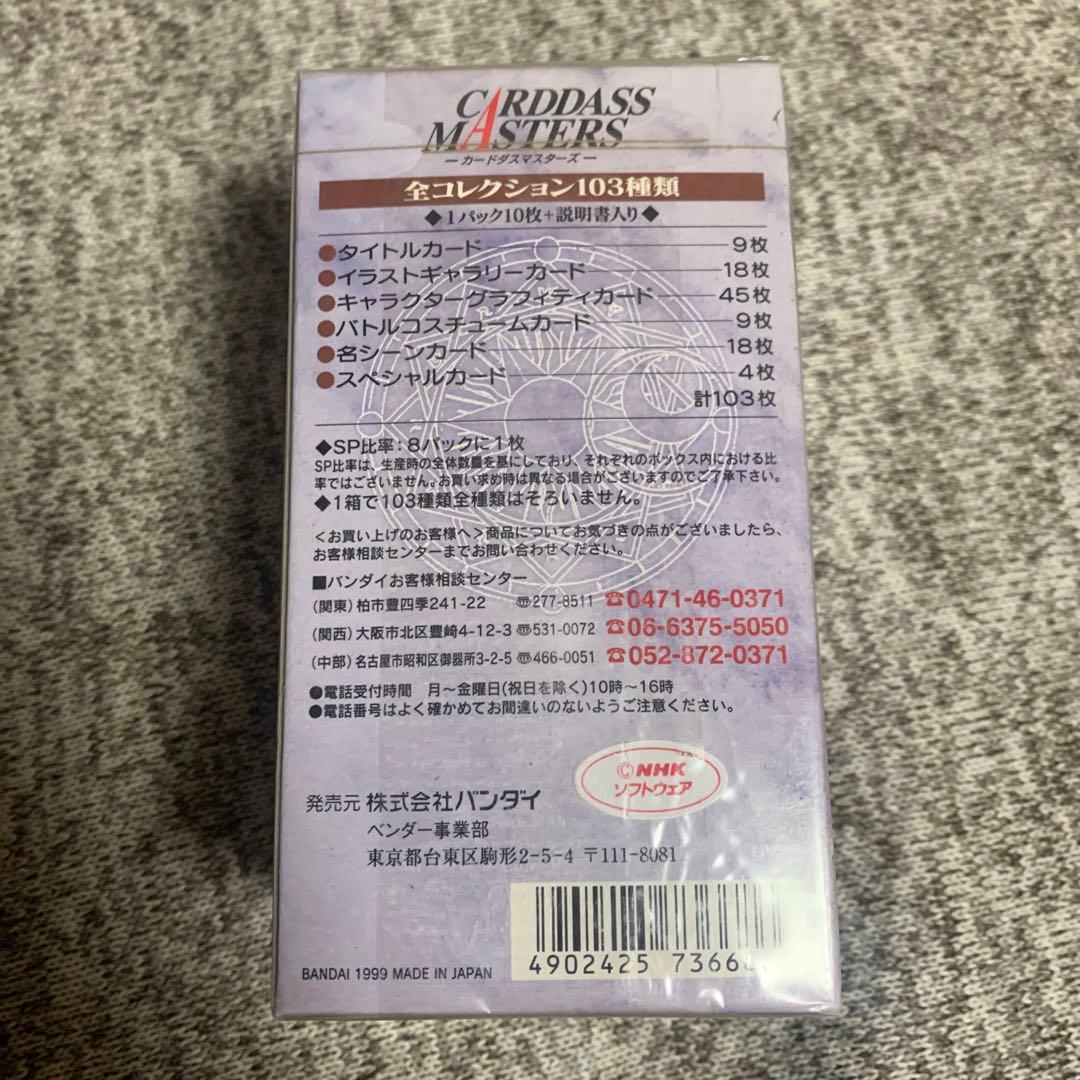 CARDDASS
MASTERS
ーカードダスマスターズー
全コレクション103種類
◆1パック10枚+説明書入り◆
●タイトルカード 9枚
●イラストギャラリーカード 18枚
●キャラクターグラフィティカード 45枚
●バトルコスチュームカード 9枚
●名シーンカード 18枚
●スペシャルカード 4枚
計103枚
◆SP比率:8パックに1枚
SP比率は、生産時の全体数量を基にしており、それぞれのボックス内における比
率ではございません。お買い求め時は異なる場合がございますのでご了承下さい。
◆1箱で103種類全種類はそろいません。
<お買い上げのお客様へ>商品についてお気づきの点がございましたら、
お客様相談センターまでお問い合わせください。
■バンダイお客様相談センター
(関東)柏市豊四季241-22 〠277-8511 ☎0471-46-0371
(関西)大阪市北区豊崎4-12-3 〠531-0072 ☎06-6375-5050
(中部)名古屋市昭和区御器所3-2-5 〠466-0051 ☎052-872-0371
●電話受付時間 月〜金曜日(祝日を除く)10時〜16時
●電話番号はよく確かめてお間違いのないようご注意ください。
©NHK
ソフトウェア
発売元 株式会社バンダイ
ベンダー事業部
東京都台東区駒形2-5-4 〒111-8081
BANDAI 1999 MADE IN JAPAN
4902425 7366